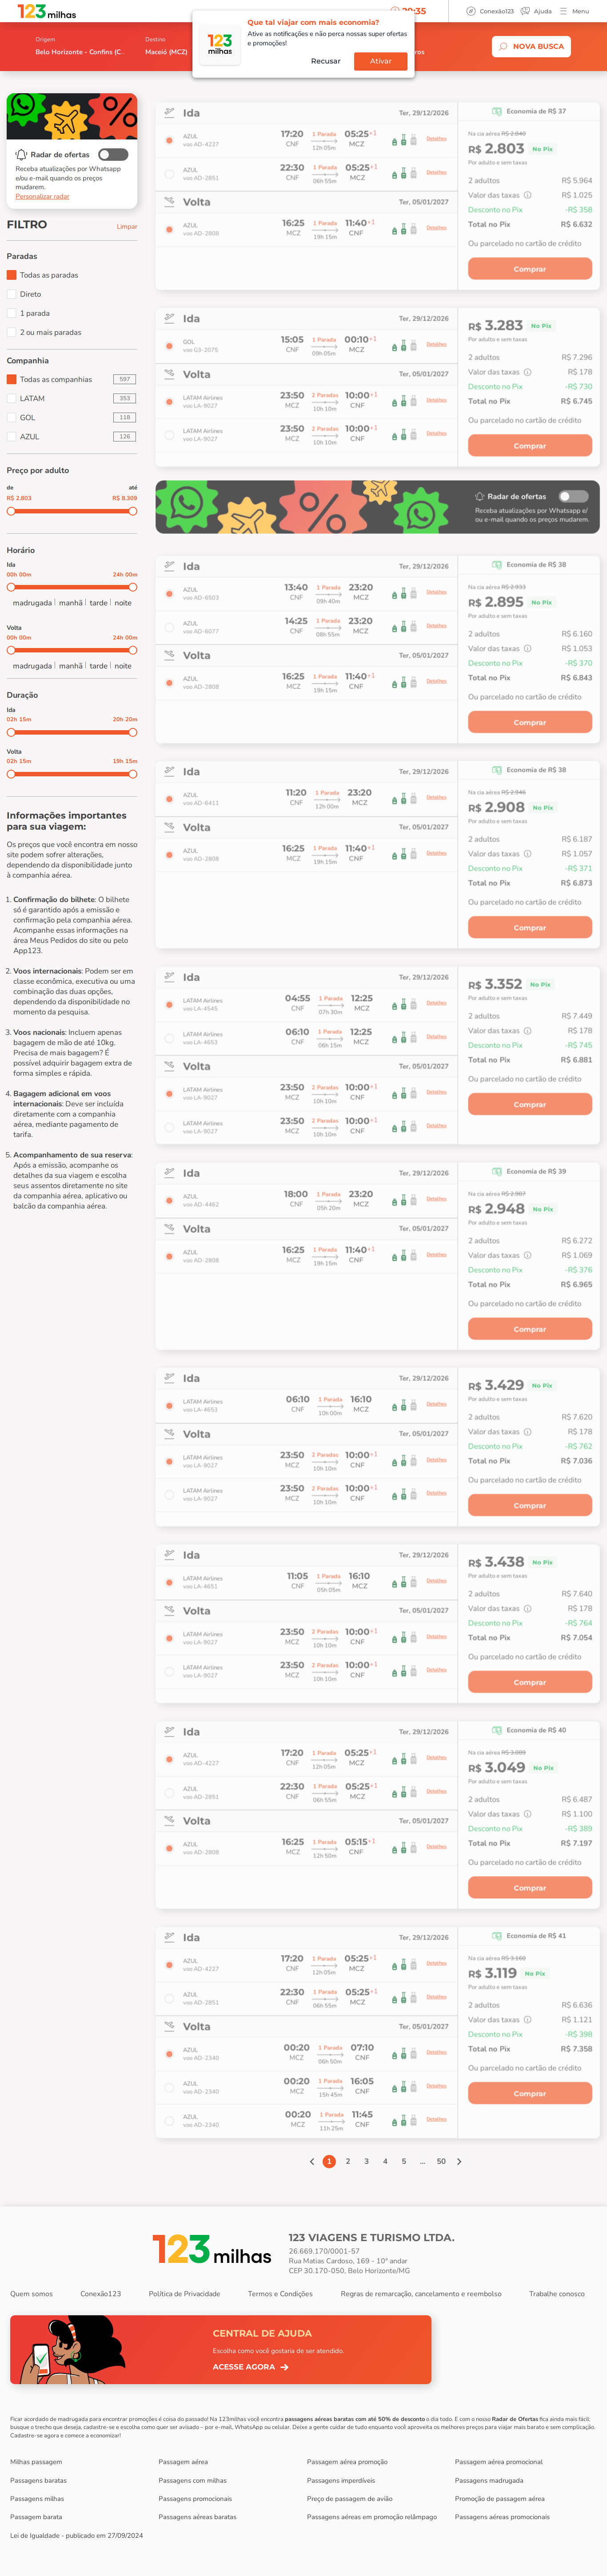 123milhas
Que tal viajar com mais economia?
Ative as notificações e não perca nossas super ofertas
e promoções!
Recusar
Ativar
123
milhas
Conexão123
Ajuda
Menu
Origem
Belo Horizonte - Confins (C...
Destino
Maceió (MCZ)
NOVA BUSCA
Radar de ofertas
Receba atualizações por Whatsapp
e/ou e-mail quando os preços
mudarem.
Personalizar radar
FILTRO
Limpar
Paradas
Todas as paradas
Direto
1 parada
2 ou mais paradas
Companhia
Todas as companhias 597
LATAM 353
GOL 118
AZUL 126
Preço por adulto
de até
R$ 2.803 R$ 8.309
Horário
Ida
00h 00m 24h 00m
madrugada manhã tarde noite
Volta
00h 00m 24h 00m
madrugada manhã tarde noite
Duração
Ida
02h 15m 20h 20m
Volta
02h 15m 19h 15m
Informações importantes
para sua viagem:
Os preços que você encontra em nosso
site podem sofrer alterações,
dependendo da disponibilidade junto
à companhia aérea.
1. Confirmação do bilhete: O bilhete
só é garantido após a emissão e
confirmação pela companhia aérea.
Acompanhe essas informações na
área Meus Pedidos do site ou pelo
App123.
2. Voos internacionais: Podem ser em
classe econômica, executiva ou uma
combinação das duas opções,
dependendo da disponibilidade no
momento da pesquisa.
3. Voos nacionais: Incluem apenas
bagagem de mão de até 10kg.
Precisa de mais bagagem? É
possível adquirir bagagem extra de
forma simples e rápida.
4. Bagagem adicional em voos
internacionais: Deve ser incluída
diretamente com a companhia
aérea, mediante pagamento de
tarifa.
5. Acompanhamento de sua reserva:
Após a emissão, acompanhe os
detalhes da sua viagem e escolha
seus assentos diretamente no site
da companhia aérea, aplicativo ou
balcão da companhia aérea.
Ida Ter, 29/12/2026
AZUL
voo AD-4227
17:20 CNF 1 Parada 12h 05m 05:25+1 MCZ Detalhes
AZUL
voo AD-2851
22:30 CNF 1 Parada 06h 55m 05:25+1 MCZ Detalhes
Volta Ter, 05/01/2027
AZUL
voo AD-2808
16:25 MCZ 1 Parada 19h 15m 11:40+1 CNF Detalhes
Economia de R$ 37
Na cia aérea R$ 2.840
R$ 2.803 No Pix
Por adulto e sem taxas
2 adultos R$ 5.964
Valor das taxas R$ 1.025
Desconto no Pix -R$ 358
Total no Pix R$ 6.632
Ou parcelado no cartão de crédito
Comprar
Ida Ter, 29/12/2026
GOL
voo G3-2075
15:05 CNF 1 Parada 09h 05m 00:10+1 MCZ Detalhes
Volta Ter, 05/01/2027
LATAM Airlines
voo LA-9027
23:50 MCZ 2 Paradas 10h 10m 10:00+1 CNF Detalhes
LATAM Airlines
voo LA-9027
23:50 MCZ 2 Paradas 10h 10m 10:00+1 CNF Detalhes
R$ 3.283 No Pix
Por adulto e sem taxas
2 adultos R$ 7.296
Valor das taxas R$ 178
Desconto no Pix -R$ 730
Total no Pix R$ 6.745
Ou parcelado no cartão de crédito
Comprar
Radar de ofertas
Receba atualizações por Whatsapp e/
ou e-mail quando os preços mudarem.
Ida Ter, 29/12/2026
AZUL
voo AD-6503
13:40 CNF 1 Parada 09h 40m 23:20 MCZ Detalhes
AZUL
voo AD-6077
14:25 CNF 1 Parada 08h 55m 23:20 MCZ Detalhes
Volta Ter, 05/01/2027
AZUL
voo AD-2808
16:25 MCZ 1 Parada 19h 15m 11:40+1 CNF Detalhes
Economia de R$ 38
Na cia aérea R$ 2.933
R$ 2.895 No Pix
Por adulto e sem taxas
2 adultos R$ 6.160
Valor das taxas R$ 1.053
Desconto no Pix -R$ 370
Total no Pix R$ 6.843
Ou parcelado no cartão de crédito
Comprar
Ida Ter, 29/12/2026
AZUL
voo AD-6411
11:20 CNF 1 Parada 12h 00m 23:20 MCZ Detalhes
Volta Ter, 05/01/2027
AZUL
voo AD-2808
16:25 MCZ 1 Parada 19h 15m 11:40+1 CNF Detalhes
Economia de R$ 38
Na cia aérea R$ 2.946
R$ 2.908 No Pix
Por adulto e sem taxas
2 adultos R$ 6.187
Valor das taxas R$ 1.057
Desconto no Pix -R$ 371
Total no Pix R$ 6.873
Ou parcelado no cartão de crédito
Comprar
Ida Ter, 29/12/2026
LATAM Airlines
voo LA-4545
04:55 CNF 1 Parada 07h 30m 12:25 MCZ Detalhes
LATAM Airlines
voo LA-4653
06:10 CNF 1 Parada 06h 15m 12:25 MCZ Detalhes
Volta Ter, 05/01/2027
LATAM Airlines
voo LA-9027
23:50 MCZ 2 Paradas 10h 10m 10:00+1 CNF Detalhes
LATAM Airlines
voo LA-9027
23:50 MCZ 2 Paradas 10h 10m 10:00+1 CNF Detalhes
R$ 3.352 No Pix
Por adulto e sem taxas
2 adultos R$ 7.449
Valor das taxas R$ 178
Desconto no Pix -R$ 745
Total no Pix R$ 6.881
Ou parcelado no cartão de crédito
Comprar
Ida Ter, 29/12/2026
AZUL
voo AD-4462
18:00 CNF 1 Parada 05h 20m 23:20 MCZ Detalhes
Volta Ter, 05/01/2027
AZUL
voo AD-2808
16:25 MCZ 1 Parada 19h 15m 11:40+1 CNF Detalhes
Economia de R$ 39
Na cia aérea R$ 2.987
R$ 2.948 No Pix
Por adulto e sem taxas
2 adultos R$ 6.272
Valor das taxas R$ 1.069
Desconto no Pix -R$ 376
Total no Pix R$ 6.965
Ou parcelado no cartão de crédito
Comprar
Ida Ter, 29/12/2026
LATAM Airlines
voo LA-4653
06:10 CNF 1 Parada 10h 00m 16:10 MCZ Detalhes
Volta Ter, 05/01/2027
LATAM Airlines
voo LA-9027
23:50 MCZ 2 Paradas 10h 10m 10:00+1 CNF Detalhes
LATAM Airlines
voo LA-9027
23:50 MCZ 2 Paradas 10h 10m 10:00+1 CNF Detalhes
R$ 3.429 No Pix
Por adulto e sem taxas
2 adultos R$ 7.620
Valor das taxas R$ 178
Desconto no Pix -R$ 762
Total no Pix R$ 7.036
Ou parcelado no cartão de crédito
Comprar
Ida Ter, 29/12/2026
LATAM Airlines
voo LA-4651
11:05 CNF 1 Parada 05h 05m 16:10 MCZ Detalhes
Volta Ter, 05/01/2027
LATAM Airlines
voo LA-9027
23:50 MCZ 2 Paradas 10h 10m 10:00+1 CNF Detalhes
LATAM Airlines
voo LA-9027
23:50 MCZ 2 Paradas 10h 10m 10:00+1 CNF Detalhes
R$ 3.438 No Pix
Por adulto e sem taxas
2 adultos R$ 7.640
Valor das taxas R$ 178
Desconto no Pix -R$ 764
Total no Pix R$ 7.054
Ou parcelado no cartão de crédito
Comprar
Ida Ter, 29/12/2026
AZUL
voo AD-4227
17:20 CNF 1 Parada 12h 05m 05:25+1 MCZ Detalhes
AZUL
voo AD-2851
22:30 CNF 1 Parada 06h 55m 05:25+1 MCZ Detalhes
Volta Ter, 05/01/2027
AZUL
voo AD-2808
16:25 MCZ 1 Parada 12h 50m 05:15+1 CNF Detalhes
Economia de R$ 40
Na cia aérea R$ 3.089
R$ 3.049 No Pix
Por adulto e sem taxas
2 adultos R$ 6.487
Valor das taxas R$ 1.100
Desconto no Pix -R$ 389
Total no Pix R$ 7.197
Ou parcelado no cartão de crédito
Comprar
Ida Ter, 29/12/2026
AZUL
voo AD-4227
17:20 CNF 1 Parada 12h 05m 05:25+1 MCZ Detalhes
AZUL
voo AD-2851
22:30 CNF 1 Parada 06h 55m 05:25+1 MCZ Detalhes
Volta Ter, 05/01/2027
AZUL
voo AD-2340
00:20 MCZ 1 Parada 06h 50m 07:10 CNF Detalhes
AZUL
voo AD-2340
00:20 MCZ 1 Parada 15h 45m 16:05 CNF Detalhes
AZUL
voo AD-2340
00:20 MCZ 1 Parada 11h 25m 11:45 CNF Detalhes
Economia de R$ 41
Na cia aérea R$ 3.160
R$ 3.119 No Pix
Por adulto e sem taxas
2 adultos R$ 6.636
Valor das taxas R$ 1.121
Desconto no Pix -R$ 398
Total no Pix R$ 7.358
Ou parcelado no cartão de crédito
Comprar
1 2 3 4 5 ... 50
123milhas
123 VIAGENS E TURISMO LTDA.
26.669.170/0001-57
Rua Matias Cardoso, 169 - 10° andar
CEP 30.170-050, Belo Horizonte/MG
Quem somos Conexão123 Política de Privacidade Termos e Condições Regras de remarcação, cancelamento e reembolso Trabalhe conosco
CENTRAL DE AJUDA
Escolha como você gostaria de ser atendido.
ACESSE AGORA
Ficar acordado de madrugada para encontrar promoções é coisa do passado! Na 123milhas você encontra passagens aéreas baratas com até 50% de desconto o dia todo. E com o nosso Radar de Ofertas fica ainda mais fácil:
busque o trecho que deseja, cadastre-se e escolha como quer ser avisado – por e-mail, WhatsApp ou celular. Deixe a gente cuidar de tudo enquanto você aproveita os melhores preços para viajar mais barato e sem complicação.
Cadastre-se agora e comece a economizar!
Milhas passagem Passagem aérea Passagem aérea promoção Passagem aérea promocional
Passagens baratas Passagens com milhas Passagens imperdíveis Passagens madrugada
Passagens milhas Passagens promocionais Preço de passagem de avião Promoção de passagem aérea
Passagem barata Passagens aéreas baratas Passagens aéreas em promoção relâmpago Passagens aéreas promocionais
Lei de Igualdade - publicado em 27/09/2024